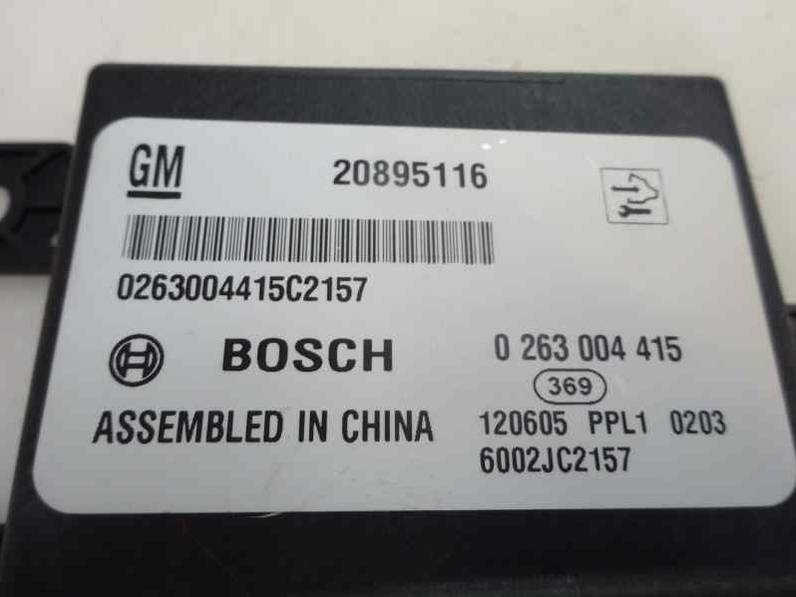 GM 20895116
0263004415C2157
BOSCH 0 263 004 415
369
ASSEMBLED IN CHINA 120605 PPL1 0203
6002JC2157